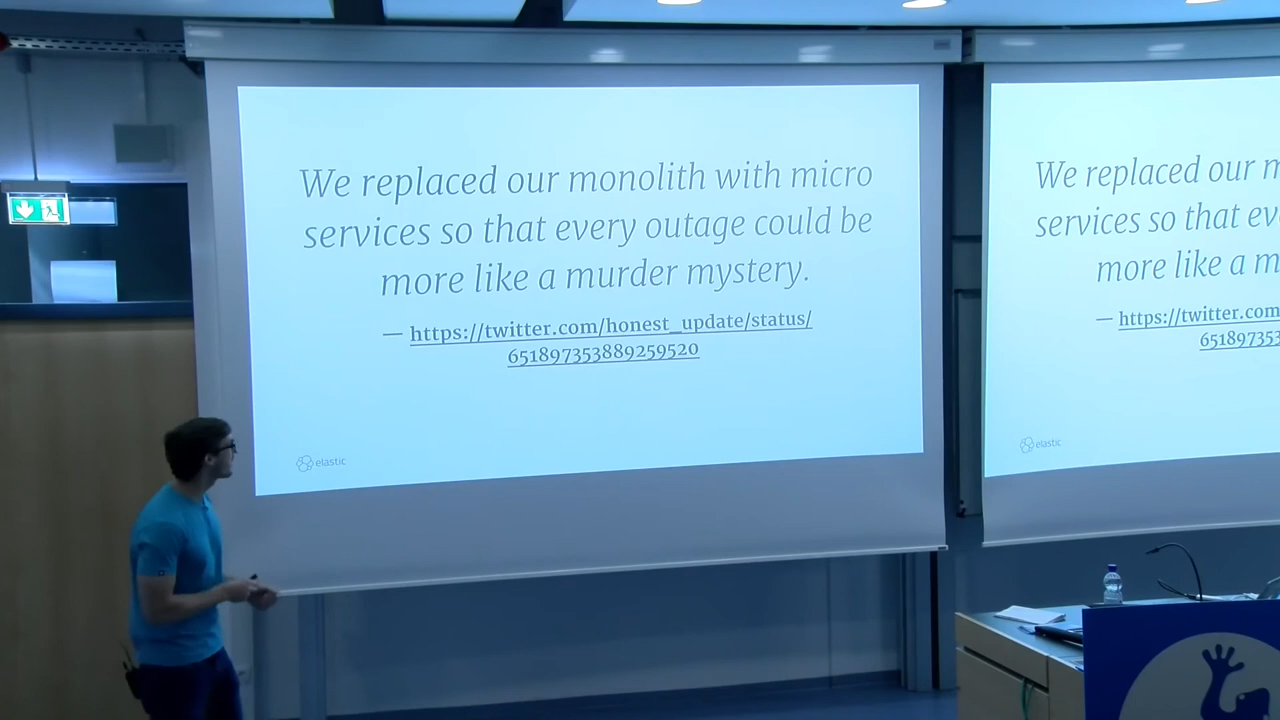 We replaced our monolith with micro
services so that every outage could be
more like a murder mystery.
— https://twitter.com/honest_update/status/
651897353889259520
elastic
We replaced our m
services so that ev
more like a m
— https://twitter.com
65189735
elastic